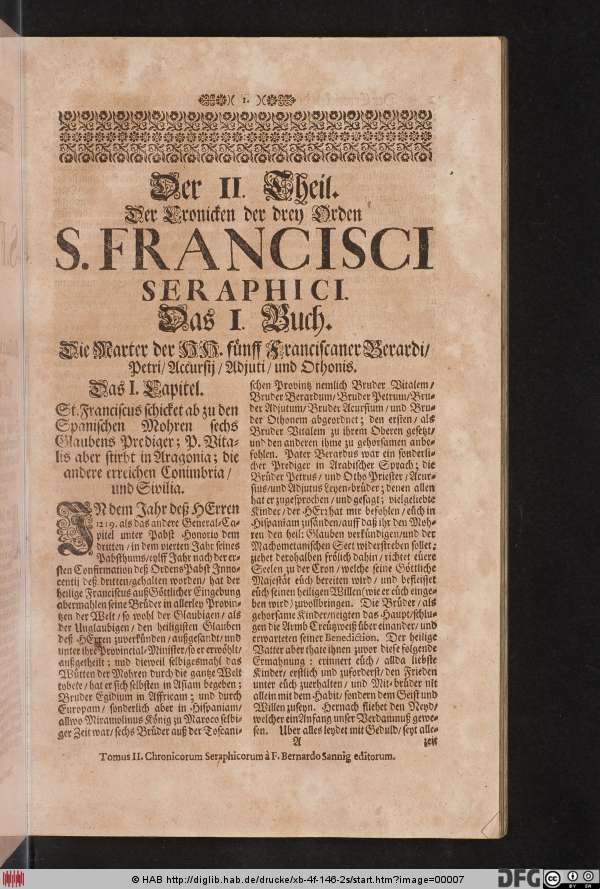 )( 1. )(
Der II. Theil.
Der Cronicken der drey Orden
S. FRANCISCI
SERAPHICI.
Das I. Buch.
Die Marter der HH. fünff Franciscaner Berardi/
Petri/ Accursij/ Adjuti/ und Othonis.
Das I. Capitel.
St. Franciscus schicket ab zu den
Spanischen Mohren sechs
Glaubens Prediger; P. Vita-
lis aber stirbt in Aragonia; die
andere erreichen Conimbria/
und Sivilia.
IN dem Jahr deß HErren
1219. als das andere General-Ca-
pitel unter Pabst Honorio dem
dritten/ in dem vierten Jahr seines
Pabsthums/ eylff Jahr nach der er-
sten Confirmation deß Ordens Pabst Inno-
centij deß dritten/ gehalten worden/ hat der
heilige Franciscus auß Göttlicher Eingebung
abermahlen seine Brüder in allerley Provin-
tzen der Welt/ so wohl der Glaubigen/ als
der Unglaubigen/ den heiligsten Glauben
deß HErren zuverkünden/ außgesandt/ und
unter ihre Provincial-Minister/ so er erwöhlt/
außgetheilt; und dieweil selbigesmahl das
Wütten der Mohren durch die gantze Welt
tobete/ hat er sich selbsten in Asiam begeben;
Bruder Egidium in Affricam; und durch
Europam/ sonderlich aber in Hispaniam/
allwo Miramolinus König zu Maroco selbi-
ger Zeit war/ sechs Brüder auß der Toscani-
schen Provintz nemlich Bruder Vitalem/
Bruder Berardum/ Bruder Petrum/ Bru-
der Adjutum/ Bruder Acursium/ und Bru-
der Othonem abgeordnet; den ersten/ als
Bruder Vitalem zu ihrem Oberen gesetzt/
und den anderen ihme zu gehorsamen anbe-
fohlen. Pater Berardus war ein sonderli-
cher Prediger in Arabischer Sprach; die
Brüder Petrus/ und Otho Priester/ Acur-
sius/ und Adjutus Leyen-brüder; denen allen
hat er zugesprochen/ und gesagt; vielgeliebte
Kinder/ der HErr hat mir befohlen/ euch in
Hispaniam zusänden/ auff daß ihr den Moh-
ren den heil: Glauben verkündigen/ und der
Machometanischen Sect widerstreben sollet;
ziehet derohalben frölich dahin/ richtet euere
Seelen zu der Cron/ welche seine Göttliche
Majestät euch bereiten wird/ und befleisset
euch seinen heiligen Willen (wie er euch einge-
ben wird) zuvollbringen. Die Brüder/ als
gehorsame Kinder/ neigten das Haupt/ schlu-
gen die Armb Creützweiß über einander/ und
erwarteten seiner Benediction. Der heilige
Vatter aber thate ihnen zuvor diese folgende
Ermahnung: erinnert euch/ allda liebste
Kinder/ erstlich und zuforderst/ den Frieden
unter euch zuerhalten/ und Mit-brüder nit
allein mit dem Habit/ sondern dem Geist und
Willen zuseyn. Hernach fliehet den Neyd/
welcher ein Anfang unser Verdamnuß gewe-
sen. Uber alles leydet mit Gedult/ seyt alle-
A
zeit
Tomus II. Chronicorum Seraphicorum à F. Bernardo Sannig editorum.
© HAB http://diglib.hab.de/drucke/xb-4f-146-2s/start.htm?image=00007
DFG
CC BY SA